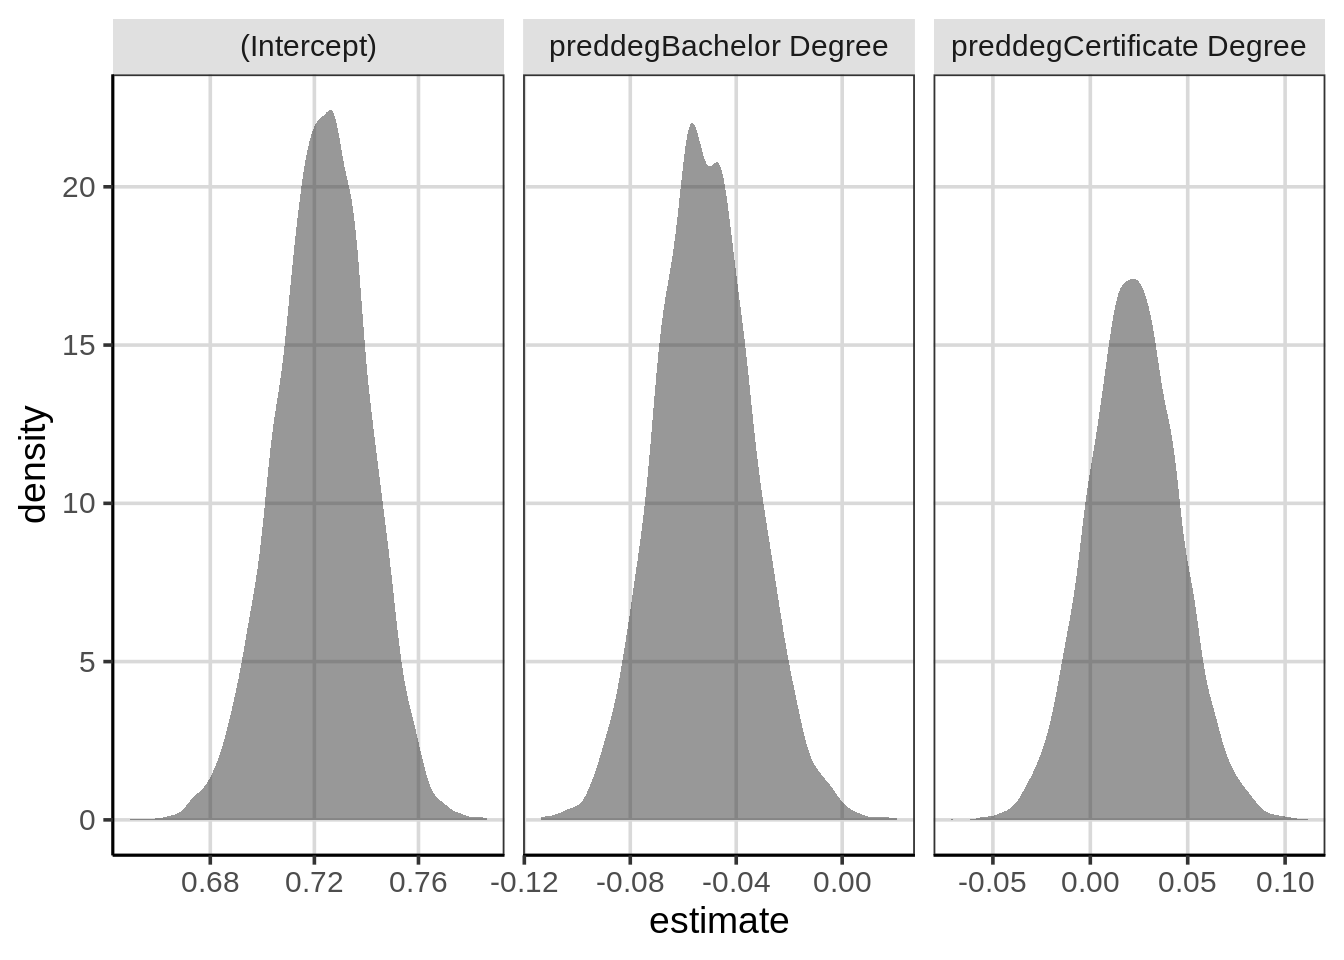 (Intercept)
preddegBachelor Degree
preddegCertificate Degree
density
20
15
10
5
0
0.68 0.72 0.76
-0.12 -0.08 -0.04 0.00
-0.05 0.00 0.05 0.10
estimate